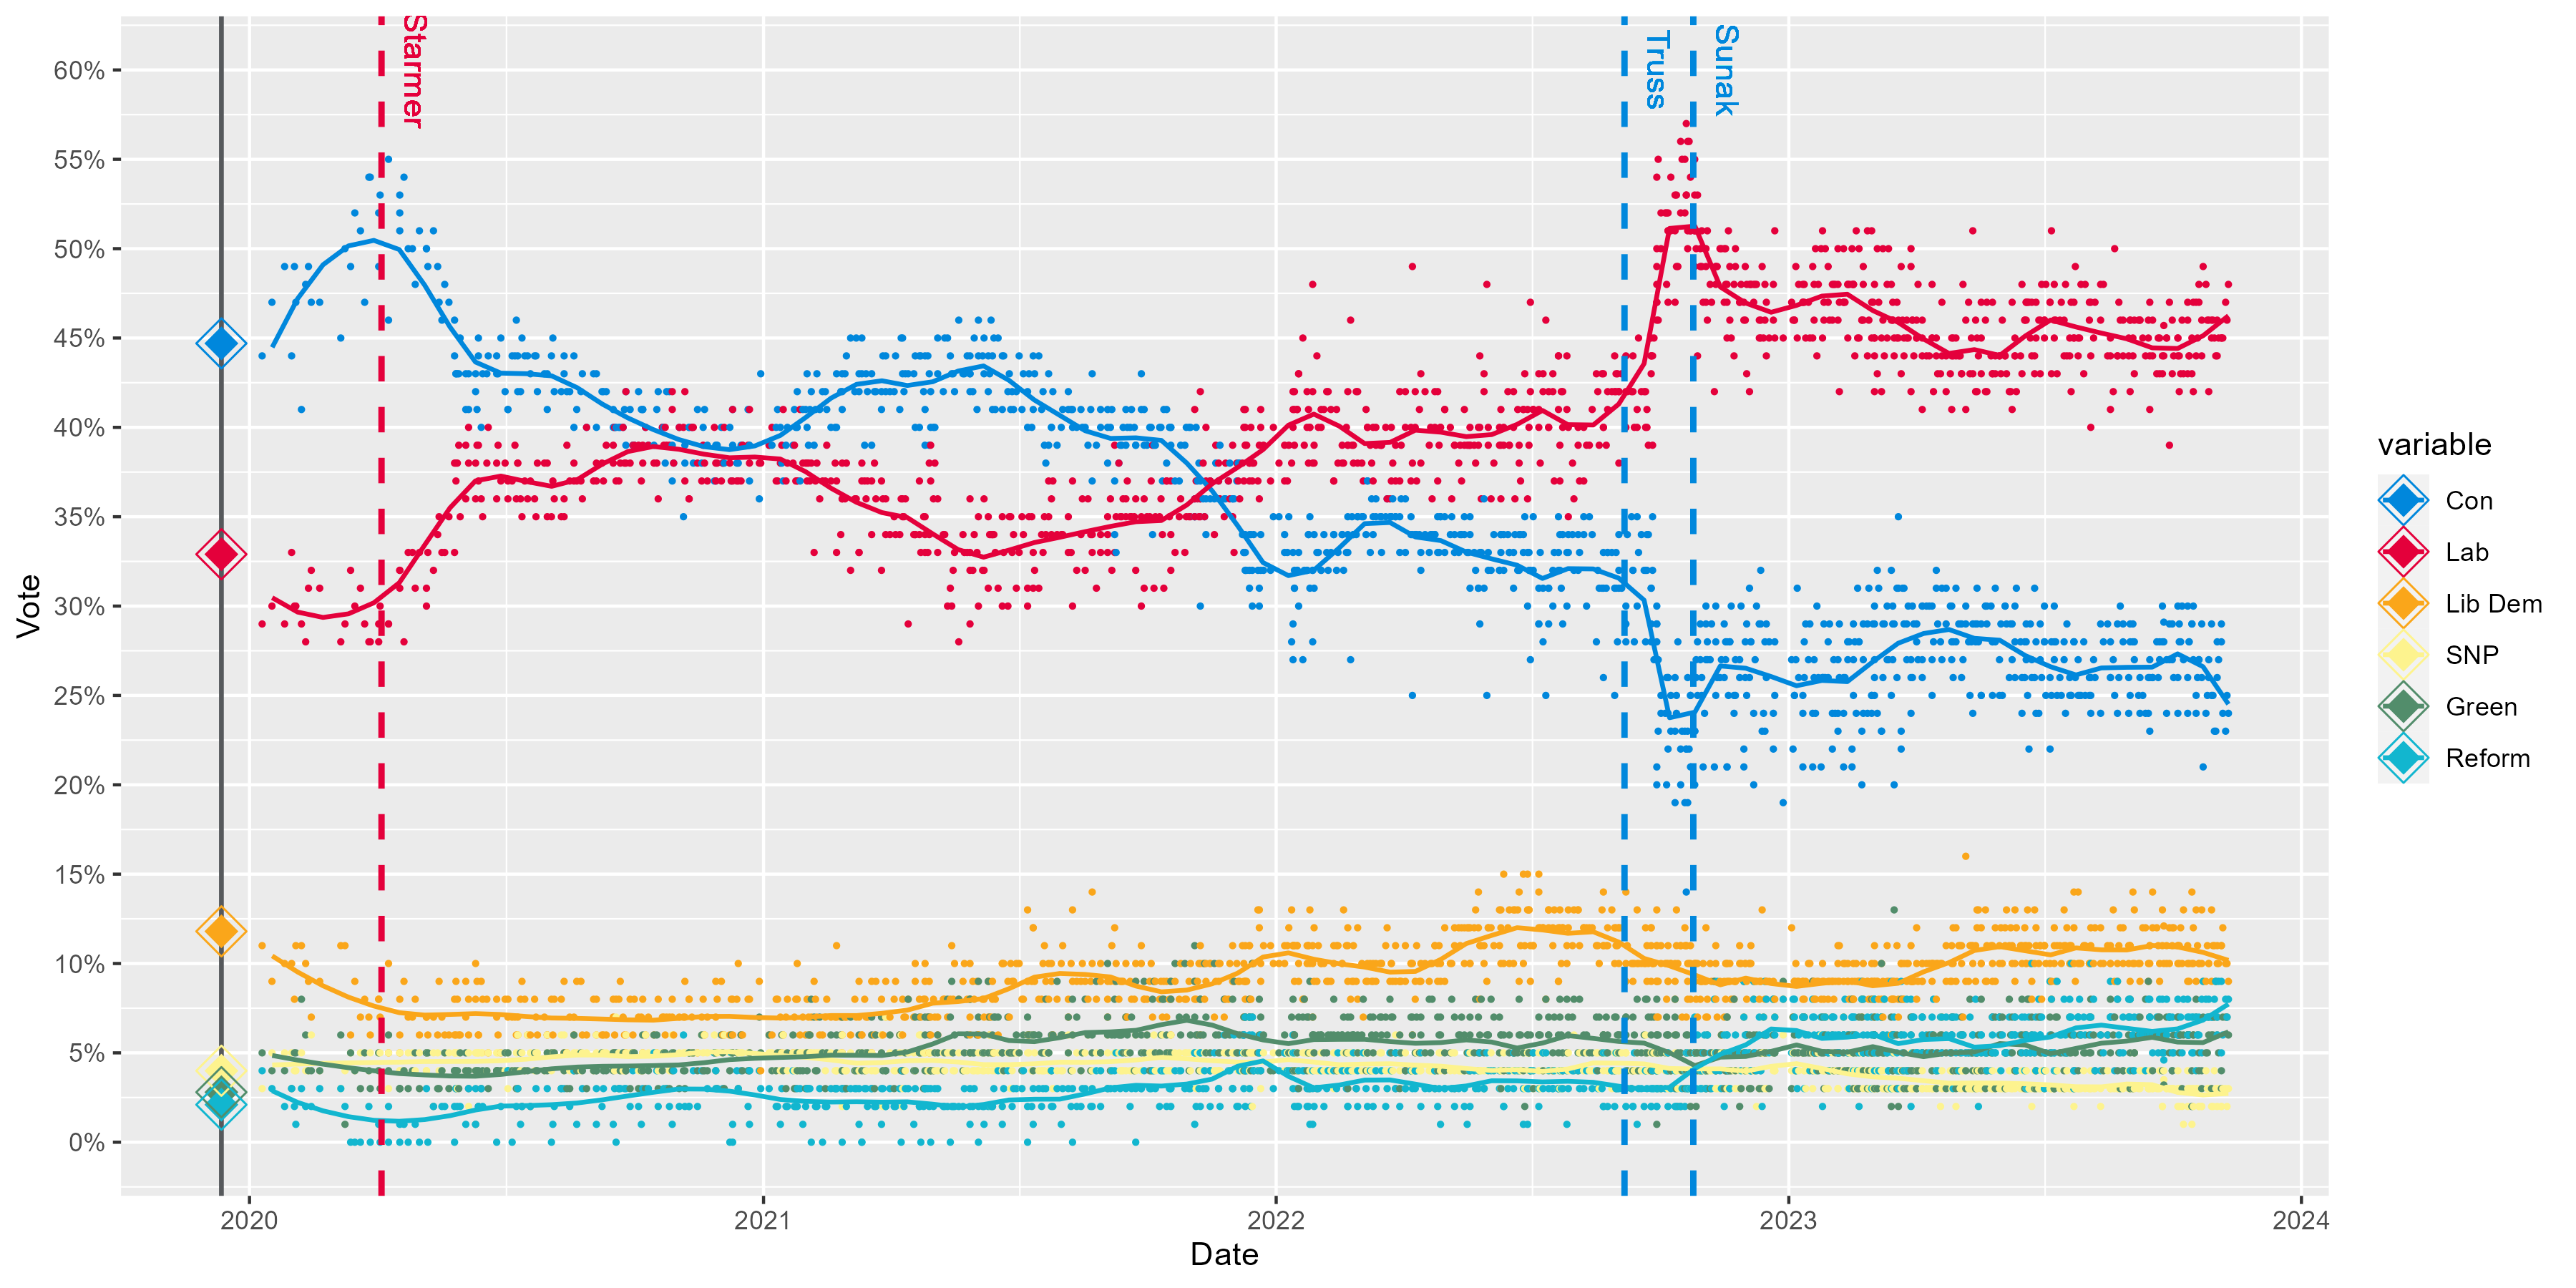 Starmer
Truss
Sunak
60%
55%
50%
45%
40%
35%
30%
25%
20%
15%
10%
5%
0%
Vote
2020
2021
2022
2023
2024
Date
variable
Con
Lab
Lib Dem
SNP
Green
Reform